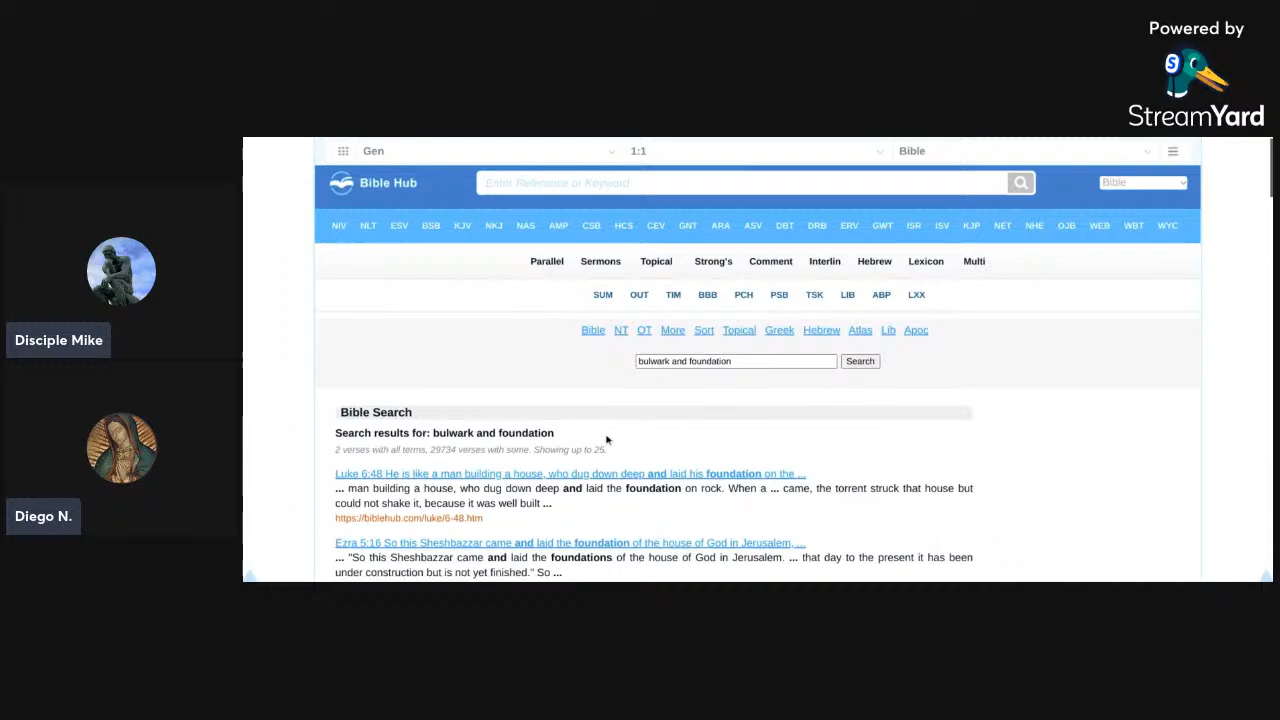 Powered by
StreamYard
Gen 1:1 Bible
Bible Hub Enter Reference or Keyword Bible
NIV NLT ESV BSB KJV NKJ NAS AMP CSB HCS CEV GNT ARA ASV DBT DRB ERV GWT ISR ISV KJP NET NHE OJB WEB WBT WYC
Parallel Sermons Topical Strong's Comment Interlin Hebrew Lexicon Multi
SUM OUT TIM BBB PCH PSB TSK LIB ABP LXX
Bible NT OT More Sort Topical Greek Hebrew Atlas Lib Apoc
bulwark and foundation Search
Bible Search
Search results for: bulwark and foundation
2 verses with all terms, 29734 verses with some. Showing up to 25.
Luke 6:48 He is like a man building a house, who dug down deep and laid his foundation on the ...
... man building a house, who dug down deep and laid the foundation on rock. When a ... came, the torrent struck that house but
could not shake it, because it was well built ...
https://biblehub.com/luke/6-48.htm
Ezra 5:16 So this Sheshbazzar came and laid the foundation of the house of God in Jerusalem, ...
... "So this Sheshbazzar came and laid the foundations of the house of God in Jerusalem. ... that day to the present it has been
under construction but is not yet finished." So ...
Disciple Mike
Diego N.